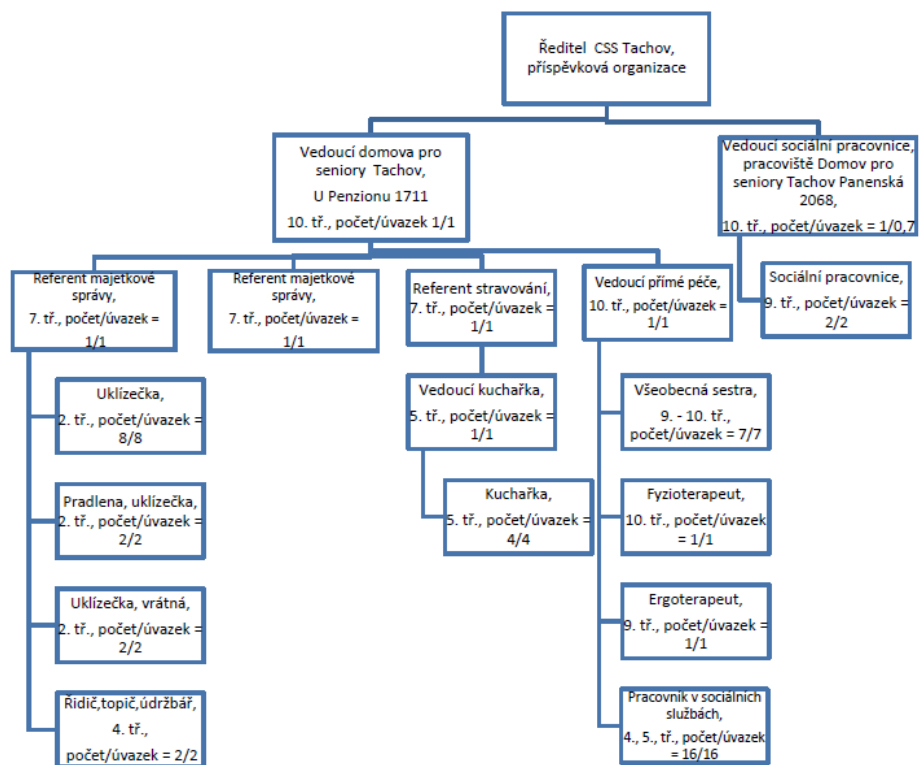 Ředitel CSS Tachov,
příspěvková organizace
Vedoucí domova pro
seniory Tachov,
U Penzionu 1711
10. tř., počet/úvazek 1/1
Vedoucí sociální pracovnice,
pracoviště Domov pro
seniory Tachov Panenská
2068,
10. tř., počet/úvazek = 1/0,7
Referent majetkové
správy,
7. tř., počet/úvazek =
1/1
Referent majetkové
správy,
7. tř., počet/úvazek =
1/1
Referent stravování,
7. tř., počet/úvazek =
1/1
Vedoucí přímé péče,
10. tř., počet/úvazek =
1/1
Sociální pracovnice,
9. tř., počet/úvazek =
2/2
Uklízečka,
2. tř., počet/úvazek =
8/8
Pradlena, uklízečka,
2. tř., počet/úvazek =
2/2
Uklízečka, vrátná,
2. tř., počet/úvazek =
2/2
Řidič,topič,údržbář,
4. tř.,
počet/úvazek = 2/2
Vedoucí kuchařka,
5. tř., počet/úvazek =
1/1
Kuchařka,
5. tř., počet/úvazek =
4/4
Všeobecná sestra,
9. - 10. tř.,
počet/úvazek = 7/7
Fyzioterapeut,
10. tř., počet/úvazek
= 1/1
Ergoterapeut,
9. tř., počet/úvazek =
1/1
Pracovník v sociálních
službách,
4., 5., tř., počet/úvazek
= 16/16